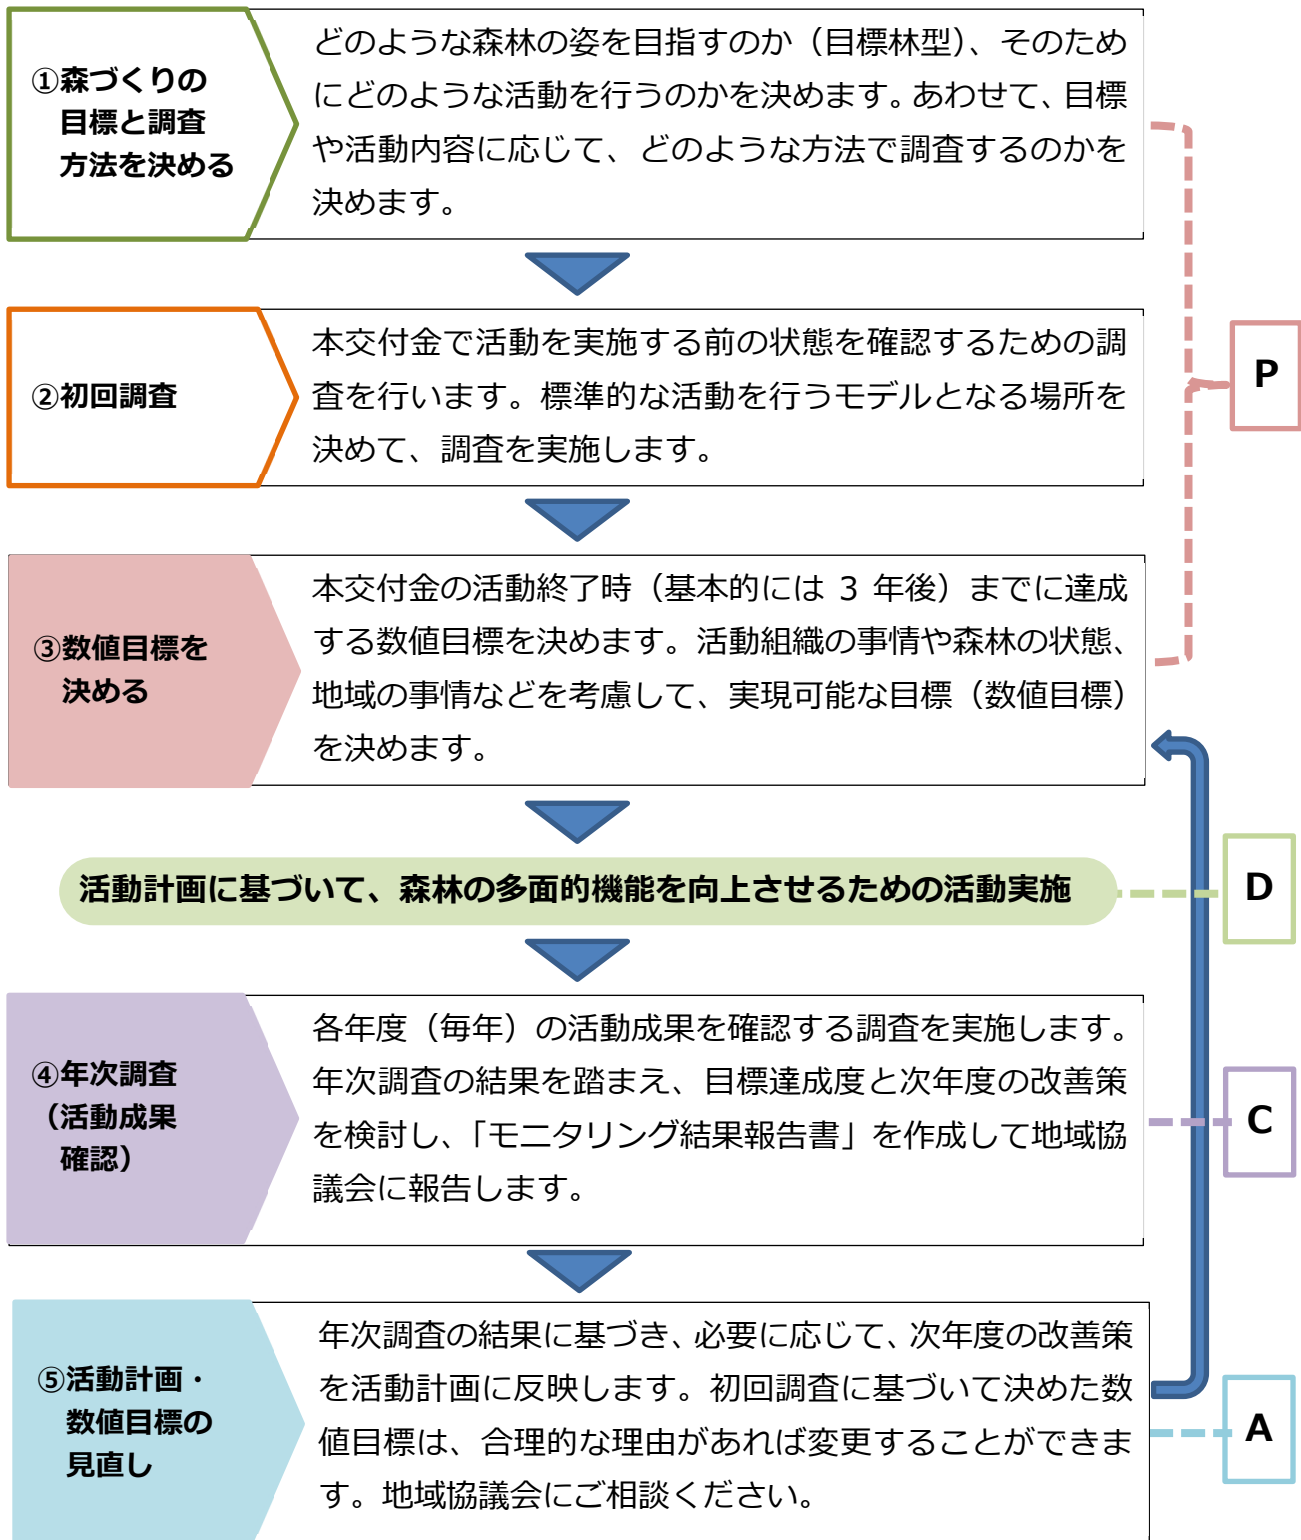 ①森づくりの
目標と調査
方法を決める
どのような森林の姿を目指すのか（目標林型）、そのため
にどのような活動を行うのかを決めます。あわせて、目標
や活動内容に応じて、どのような方法で調査するのかを
決めます。
②初回調査
本交付金で活動を実施する前の状態を確認するための調
査を行います。標準的な活動を行うモデルとなる場所を
決めて、調査を実施します。
P
③数値目標を
決める
本交付金の活動終了時（基本的には 3 年後）までに達成
する数値目標を決めます。活動組織の事情や森林の状態、
地域の事情などを考慮して、実現可能な目標（数値目標）
を決めます。
活動計画に基づいて、森林の多面的機能を向上させるための活動実施
D
④年次調査
（活動成果
確認）
各年度（毎年）の活動成果を確認する調査を実施します。
年次調査の結果を踏まえ、目標達成度と次年度の改善策
を検討し、「モニタリング結果報告書」を作成して地域協
議会に報告します。
C
⑤活動計画・
数値目標の
見直し
年次調査の結果に基づき、必要に応じて、次年度の改善策
を活動計画に反映します。初回調査に基づいて決めた数
値目標は、合理的な理由があれば変更することができま
す。地域協議会にご相談ください。
A